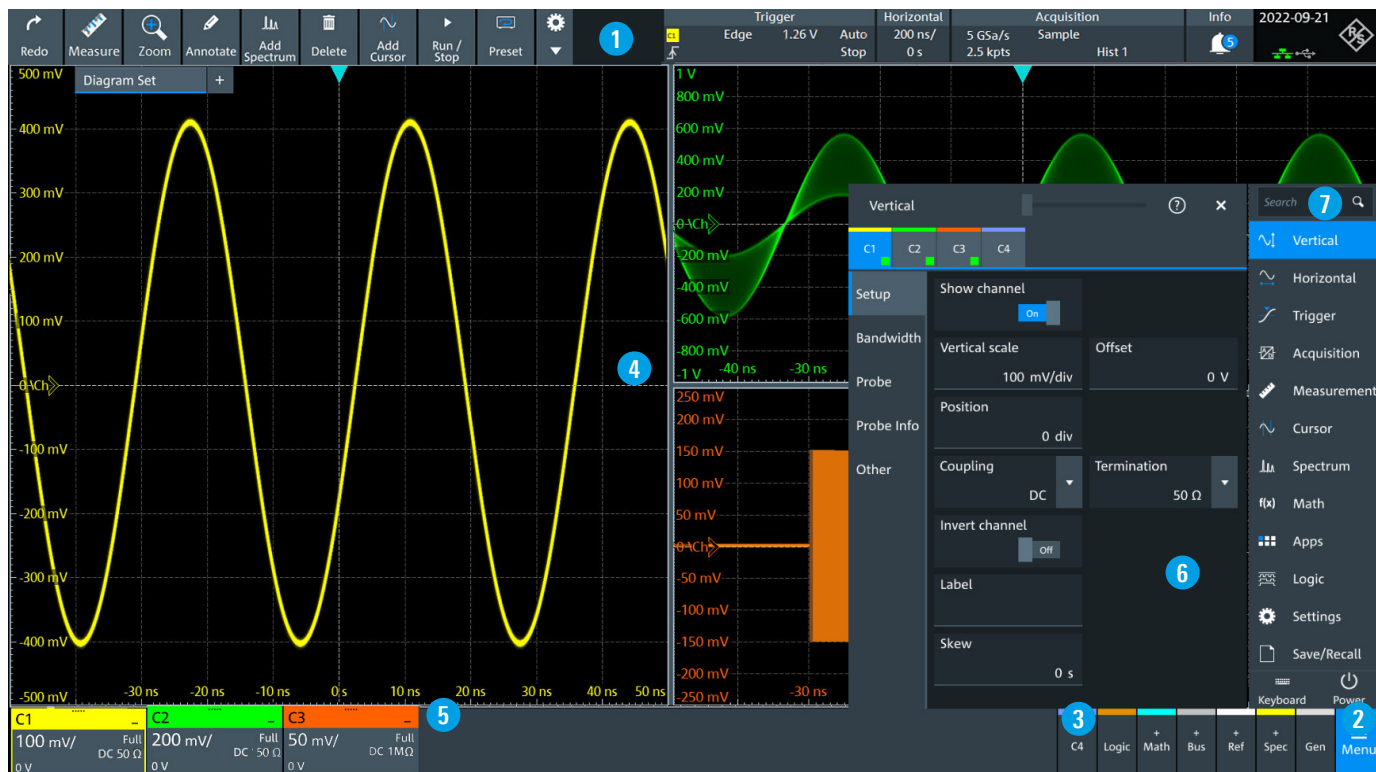 Redo
Measure
Zoom
Annotate
Add Spectrum
Delete
Add Cursor
Run / Stop
Preset
1
C1
Trigger
Edge 1.26 V Auto
Stop
Horizontal
200 ns/
0 s
Acquisition
5 GSa/s Sample
2.5 kpts Hist 1
Info
5
2022-09-21
R&S
Diagram Set +
500 mV
400 mV
300 mV
200 mV
100 mV
0 \Ch
-100 mV
-200 mV
-300 mV
-400 mV
-500 mV
-30 ns -20 ns -10 ns 0 s 10 ns 20 ns 30 ns 40 ns 50 ns
1 V
800 mV
600 mV
400 mV
200 mV
0 \Ch
-200 mV
-400 mV
-600 mV
-800 mV
-1 V -40 ns -30 ns
4
250 mV
200 mV
150 mV
100 mV
50 mV
0 \Ch
-50 mV
-100 mV
-150 mV
-200 mV
-250 mV -30 ns
Vertical ?
C1 C2 C3 C4
Setup
Bandwidth
Probe
Probe Info
Other
Show channel
On
Vertical scale
100 mV/div
Offset
0 V
Position
0 div
Coupling
DC
Termination
50 Ω
Invert channel
Off
Label
Skew
0 s
6
Search 7
Vertical
Horizontal
Trigger
Acquisition
Measurement
Cursor
Spectrum
f(x) Math
Apps
Logic
Settings
Save/Recall
Keyboard Power
C1
100 mV/ Full
DC 50 Ω
0 V
C2
200 mV/ Full
DC 50 Ω
0 V
C3
50 mV/ Full
DC 1MΩ
0 V
5
3
C4
Logic
+ Math
+ Bus
+ Ref
+ Spec
Gen
2
Menu